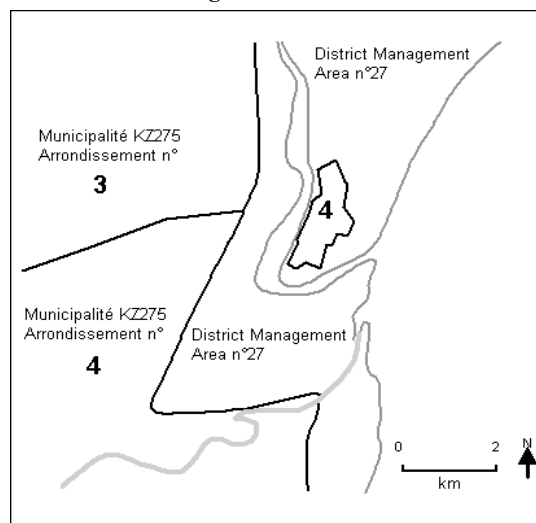 District Management
Area n°27
Municipalité KZ275
Arrondissement n°
3
4
Municipalité KZ275
Arrondissement n°
4
District Management
Area n°27
0 2
km
N